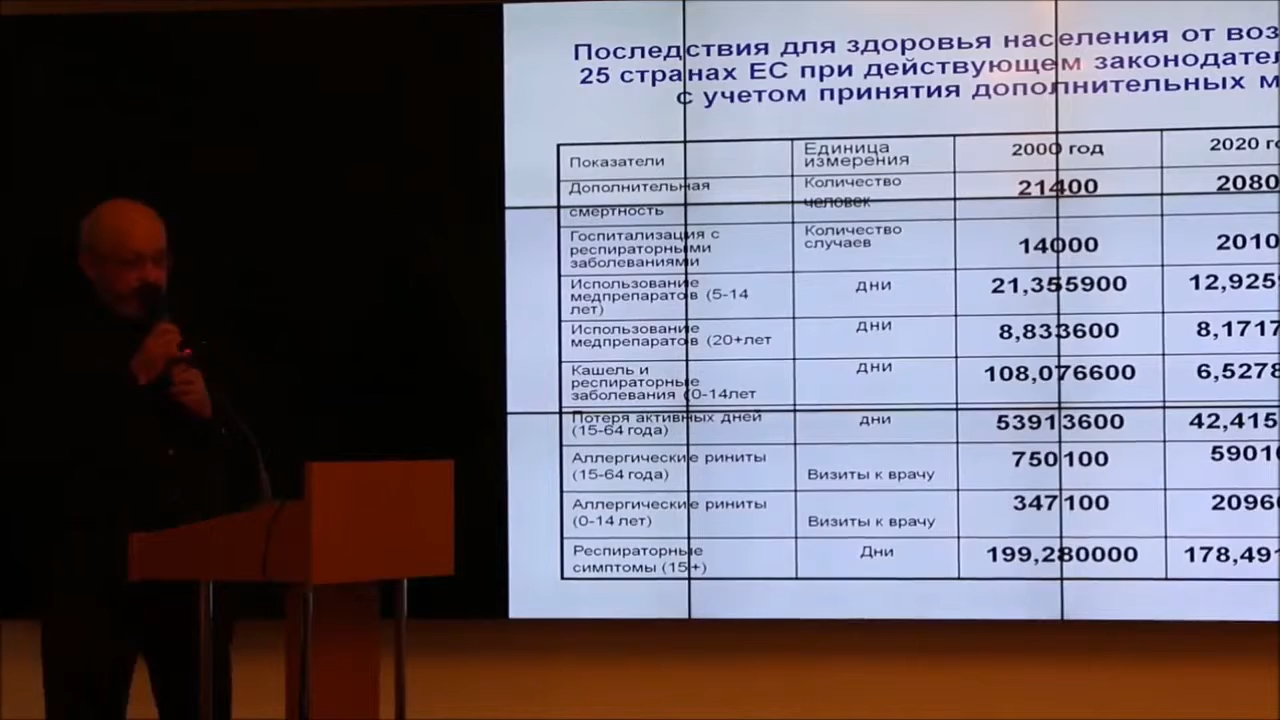 Последствия для здоровья населения от воз
25 странах ЕС при действующем законодател
с учетом принятия дополнительных м
Показатели
Единица
измерения
2000 год
2020 г
Дополнительная
смертность
Количество
человек
21400
2080
Госпитализация с
респираторными
заболеваниями
Количество
случаев
14000
2010
Использование
медпрепаратов (5-14
лет)
дни
21,355900
12,925
Использование
медпрепаратов (20+лет
дни
8,833600
8,1717
Кашель и
респираторные
заболевания (0-14лет
дни
108,076600
6,5278
Потеря активных дней
(15-64 года)
дни
53913600
42,415
Аллергические риниты
(15-64 года)
Визиты к врачу
750100
5901
Аллергические риниты
(0-14 лет)
Визиты к врачу
347100
2096
Респираторные
симптомы (15+)
Дни
199,280000
178,491